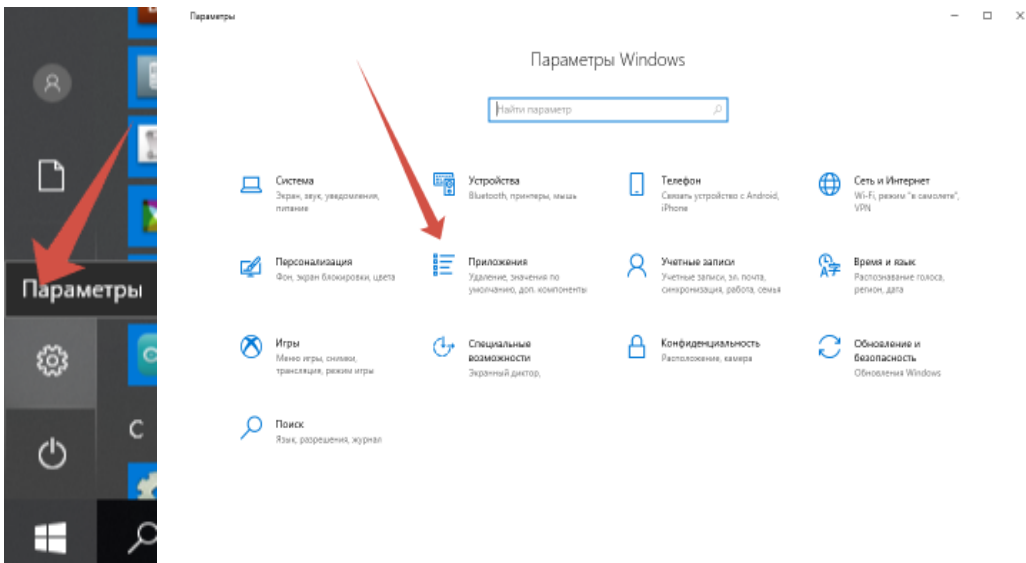 Параметры
С
Параметры
Параметры Windows
Найти параметр
Система
Экран, звук, уведомления,
питание
Устройства
Bluetooth, принтеры, мышь
Телефон
Связать устройство с Android,
iPhone
Сеть и Интернет
Wi-Fi, режим "в самолете",
VPN
Персонализация
Фон, экран блокировки, цвета
Приложения
Удаление, значения по
умолчанию, доп. компоненты
Учетные записи
Учетные записи, эл. почта,
синхронизация, работа, семья
Время и язык
Распознавание голоса,
регион, дата
Игры
Меню игры, снимки,
трансляция, режим игры
Специальные
возможности
Экранный диктор,
Конфиденциальность
Расположение, камера
Обновление и
безопасность
Обновления Windows
Поиск
Язык, разрешения, журнал